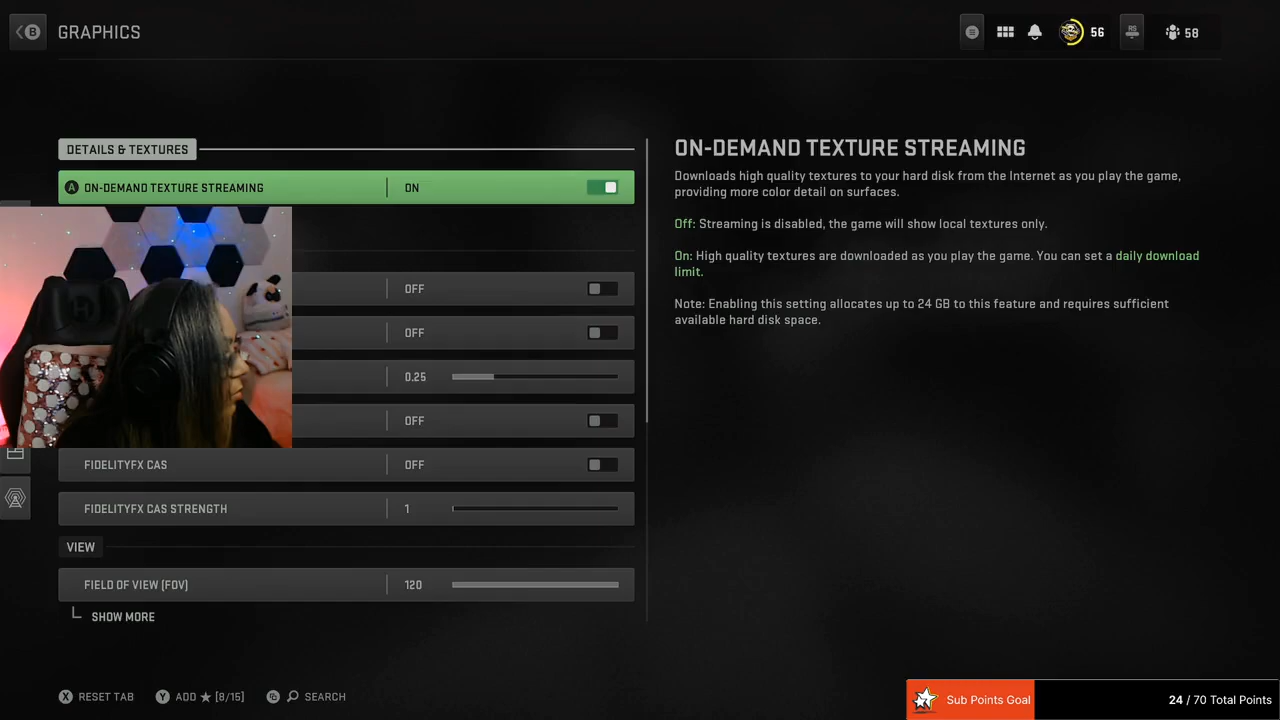 B GRAPHICS
56
RS
58
DETAILS & TEXTURES
A ON-DEMAND TEXTURE STREAMING ON
OFF
OFF
0.25
OFF
FIDELITYFX CAS OFF
FIDELITYFX CAS STRENGTH 1
VIEW
FIELD OF VIEW (FOV) 120
SHOW MORE
ON-DEMAND TEXTURE STREAMING
Downloads high quality textures to your hard disk from the Internet as you play the game,
providing more color detail on surfaces.
Off: Streaming is disabled, the game will show local textures only.
On: High quality textures are downloaded as you play the game. You can set a daily download
limit.
Note: Enabling this setting allocates up to 24 GB to this feature and requires sufficient
available hard disk space.
X RESET TAB Y ADD ★ [8/15] SEARCH
Sub Points Goal 24 / 70 Total Points